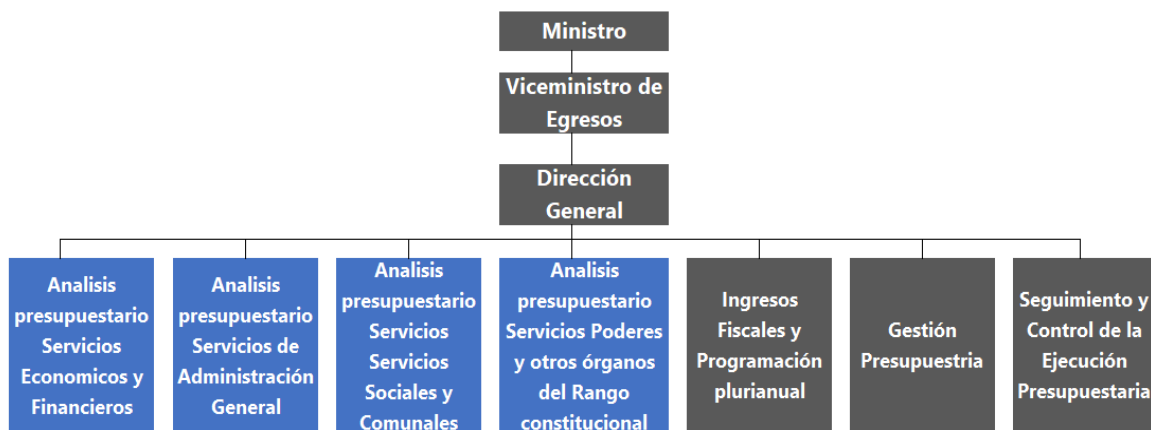 Ministro
Viceministro de
Egresos
Dirección
General
Analisis
presupuestario
Servicios
Economicos y
Financieros
Analisis
presupuestario
Servicios de
Administración
General
Analisis
presupuestario
Servicios
Servicios
Sociales y
Comunales
Analisis
presupuestario
Servicios Poderes
y otros órganos
del Rango
constitucional
Ingresos
Fiscales y
Programación
plurianual
Gestión
Presupuestria
Seguimiento y
Control de la
Ejecución
Presupuestaria